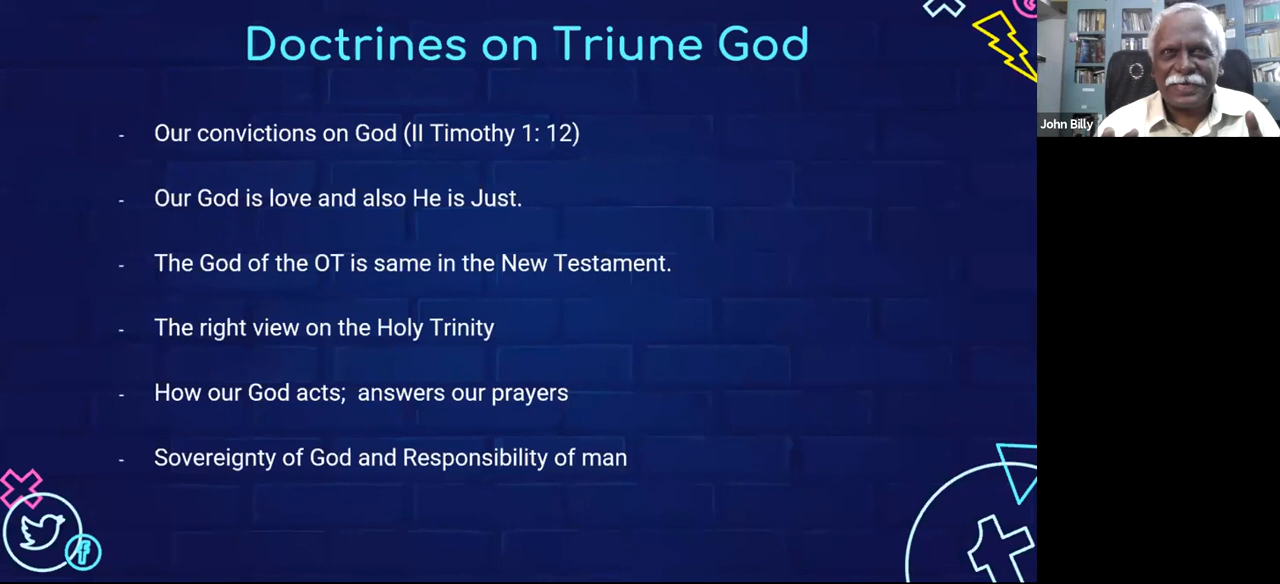 Doctrines on Triune God
- Our convictions on God (II Timothy 1: 12)
- Our God is love and also He is Just.
- The God of the OT is same in the New Testament.
- The right view on the Holy Trinity
- How our God acts;  answers our prayers
- Sovereignty of God and Responsibility of man
John Billy